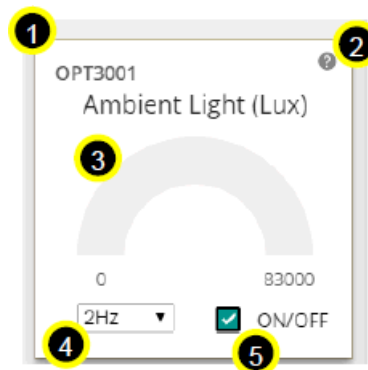 1
2
OPT3001
?
Ambient Light (Lux)
3
0 83000
2Hz ON/OFF
4
5